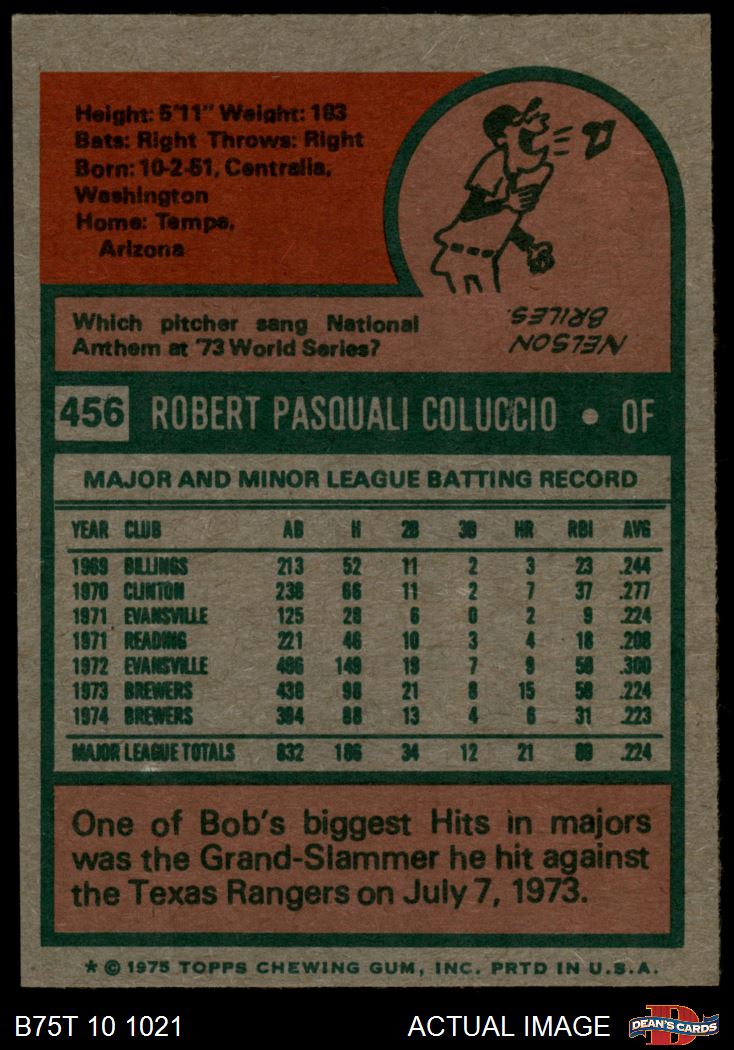 Height: 5'11" Weight: 183
Bats: Right Throws: Right
Born: 10-2-51, Centralia,
Washington
Home: Tempe,
Arizona
Which pitcher sang National
Anthem at '73 World Series?
NELSON
BRILES.
456 ROBERT PASQUALI COLUCCIO • OF
MAJOR AND MINOR LEAGUE BATTING RECORD
YEAR CLUB AB H 2B 3B HR RBI AVG
1969 BILLINGS 213 52 11 2 3 23 .244
1970 CLINTON 238 66 11 2 7 37 .277
1971 EVANSVILLE 125 28 6 0 2 9 .224
1971 READING 221 46 10 3 4 18 .208
1972 EVANSVILLE 496 149 19 7 9 58 .300
1973 BREWERS 438 98 21 8 15 58 .224
1974 BREWERS 394 88 13 4 6 31 .223
MAJOR LEAGUE TOTALS 832 186 34 12 21 89 .224
One of Bob's biggest Hits in majors
was the Grand-Slammer he hit against
the Texas Rangers on July 7, 1973.
* © 1975 TOPPS CHEWING GUM, INC. PRTD IN U.S.A.
B75T 10 1021 ACTUAL IMAGE DEAN'S CARDS